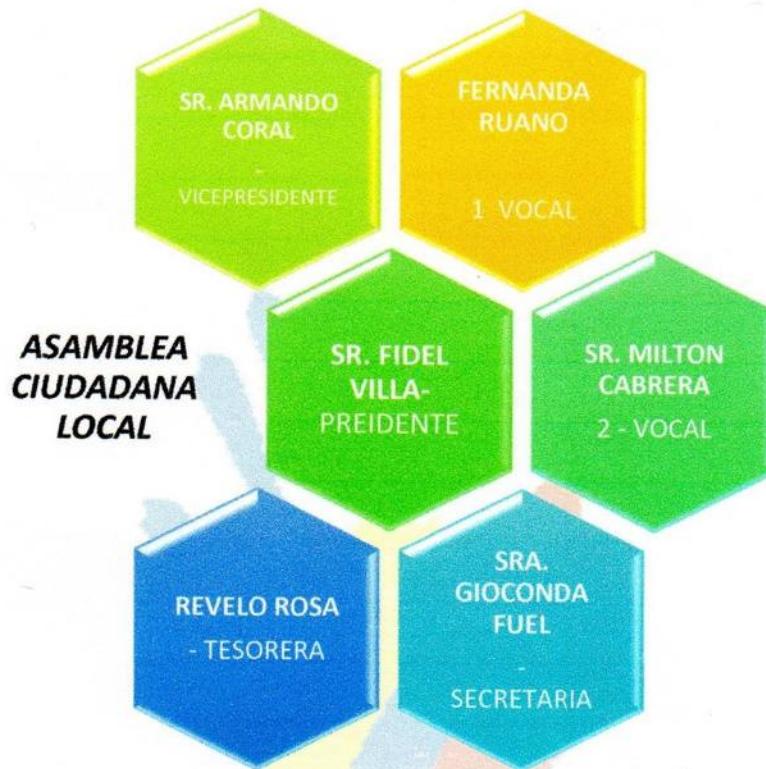 SR. ARMANDO
CORAL
-
VICEPRESIDENTE
FERNANDA
RUANO
1 VOCAL
ASAMBLEA
CIUDADANA
LOCAL
SR. FIDEL
VILLA-
PREIDENTE
SR. MILTON
CABRERA
2 - VOCAL
REVELO ROSA
- TESORERA
SRA.
GIOCONDA
FUEL
-
SECRETARIA